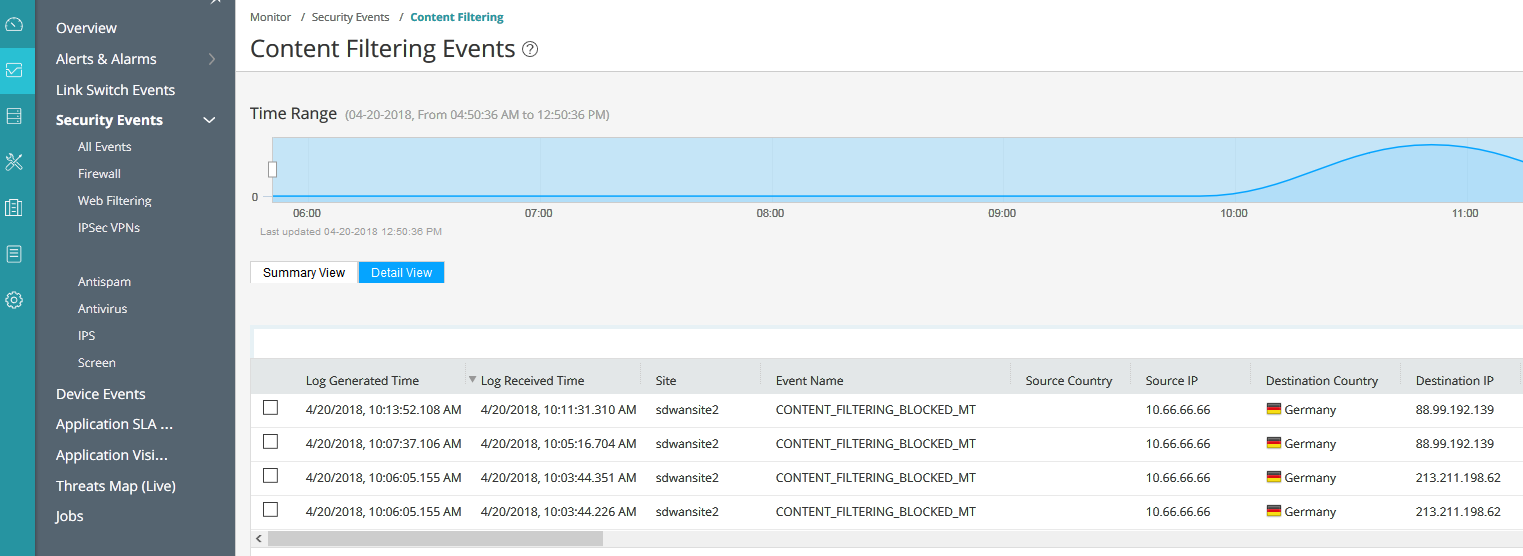 Monitor / Security Events / Content Filtering
Content Filtering Events ?
Overview
Alerts & Alarms
Link Switch Events
Security Events
All Events
Firewall
Web Filtering
IPSec VPNs
Antispam
Antivirus
IPS
Screen
Device Events
Application SLA ...
Application Visi...
Threats Map (Live)
Jobs
Time Range (04-20-2018, From 04:50:36 AM to 12:50:36 PM)
0
06:00 07:00 08:00 09:00 10:00 11:00
Last updated 04-20-2018 12:50:36 PM
Summary View Detail View
Log Generated Time Log Received Time Site Event Name Source Country Source IP Destination Country Destination IP
4/20/2018, 10:13:52.108 AM 4/20/2018, 10:11:31.310 AM sdwansite2 CONTENT_FILTERING_BLOCKED_MT 10.66.66.66 Germany 88.99.192.139
4/20/2018, 10:07:37.106 AM 4/20/2018, 10:05:16.704 AM sdwansite2 CONTENT_FILTERING_BLOCKED_MT 10.66.66.66 Germany 88.99.192.139
4/20/2018, 10:06:05.155 AM 4/20/2018, 10:03:44.351 AM sdwansite2 CONTENT_FILTERING_BLOCKED_MT 10.66.66.66 Germany 213.211.198.62
4/20/2018, 10:06:05.155 AM 4/20/2018, 10:03:44.226 AM sdwansite2 CONTENT_FILTERING_BLOCKED_MT 10.66.66.66 Germany 213.211.198.62